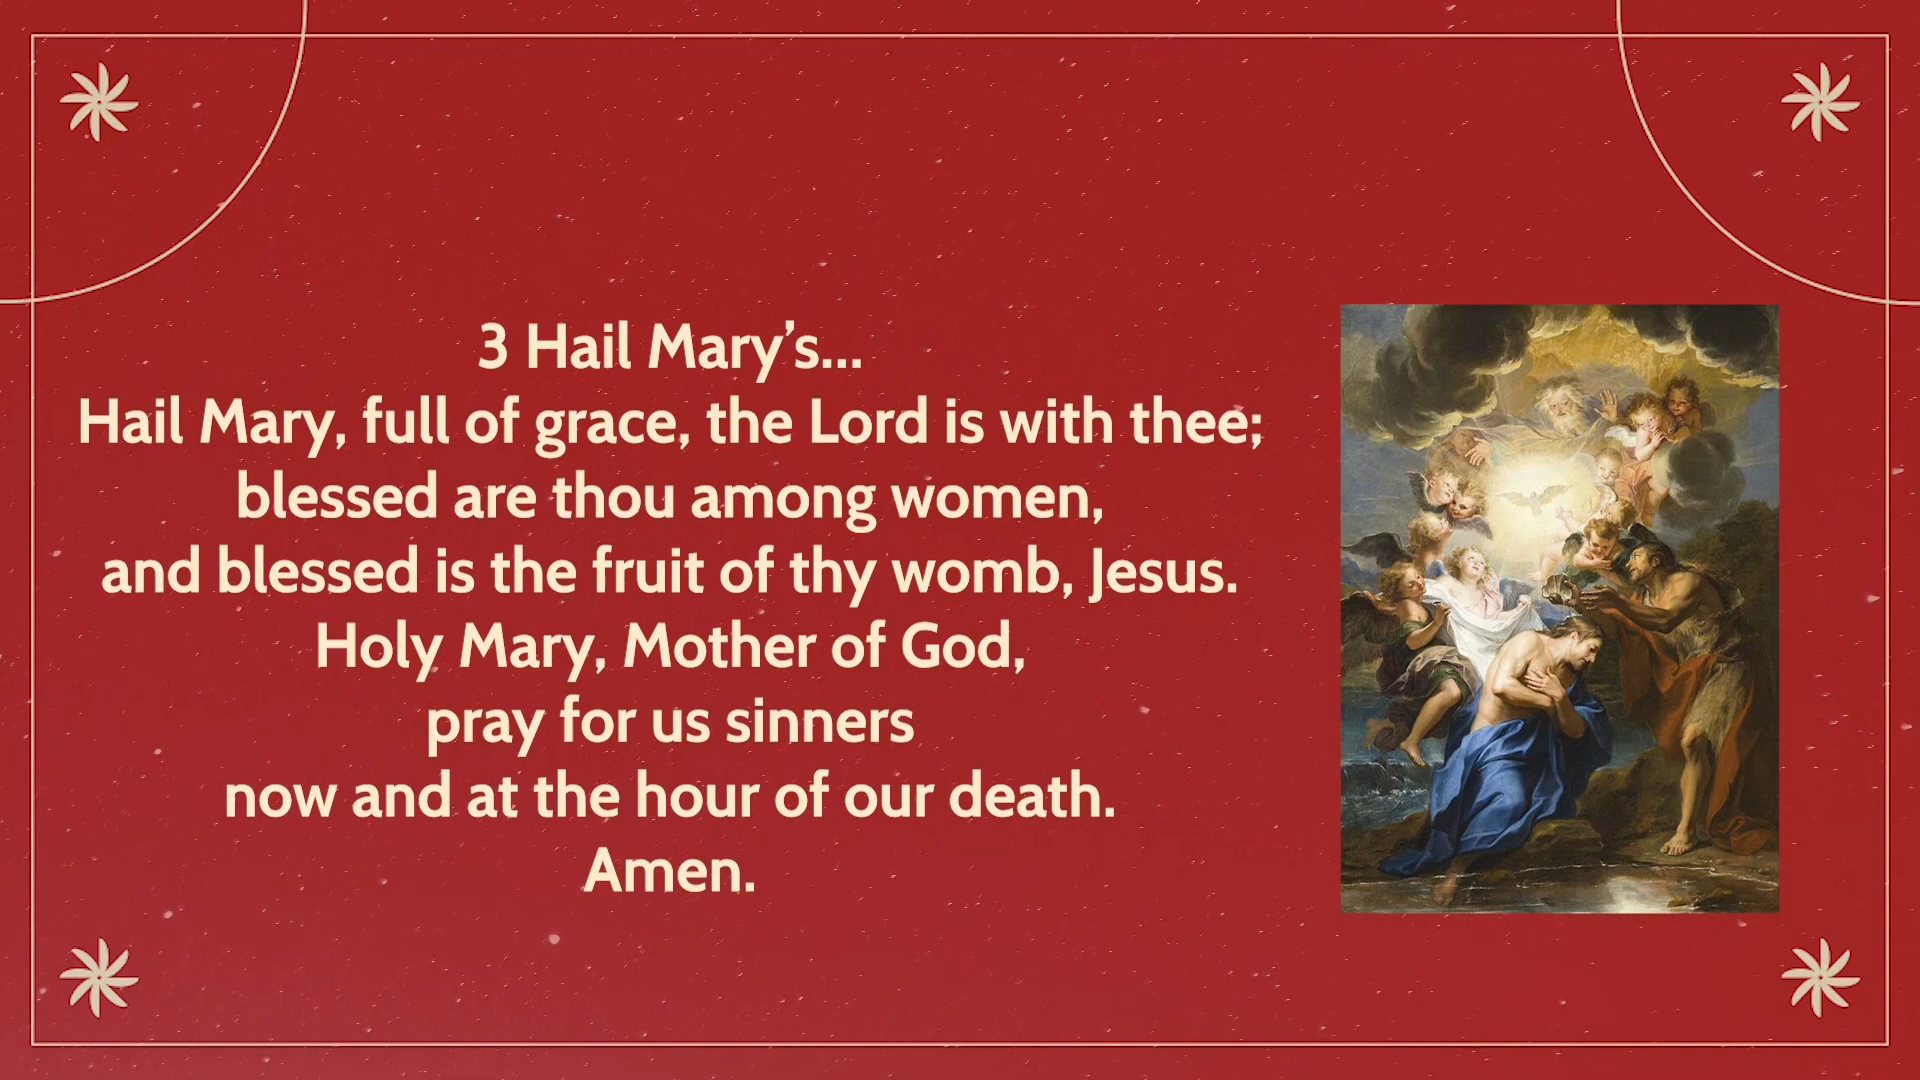 3 Hail Mary’s...
Hail Mary, full of grace, the Lord is with thee;
blessed are thou among women,
and blessed is the fruit of thy womb, Jesus.
Holy Mary, Mother of God,
pray for us sinners
now and at the hour of our death.
Amen.